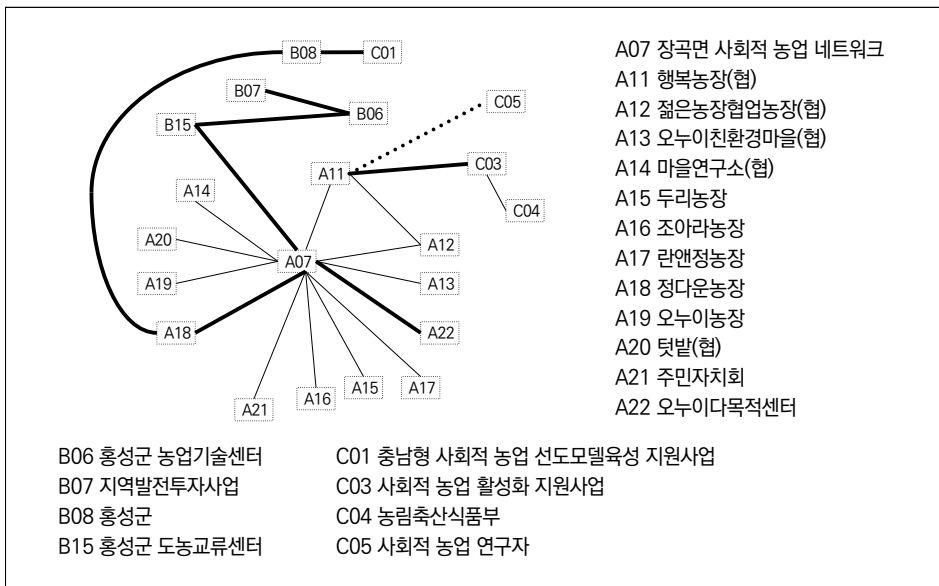 B08
C01
B07
C05
B06
B15
A11
C03
A14
C04
A20
A12
A07
A19
A13
A18
A22
A15
A17
A16
A21
A07 장곡면 사회적 농업 네트워크
A11 행복농장(협)
A12 젊은농장협업농장(협)
A13 오누이친환경마을(협)
A14 마을연구소(협)
A15 두리농장
A16 조아라농장
A17 란앤정농장
A18 정다운농장
A19 오누이농장
A20 텃밭(협)
A21 주민자치회
A22 오누이다목적센터
B06 홍성군 농업기술센터
B07 지역발전투자사업
B08 홍성군
B15 홍성군 도농교류센터
C01 충남형 사회적 농업 선도모델육성 지원사업
C03 사회적 농업 활성화 지원사업
C04 농림축산식품부
C05 사회적 농업 연구자